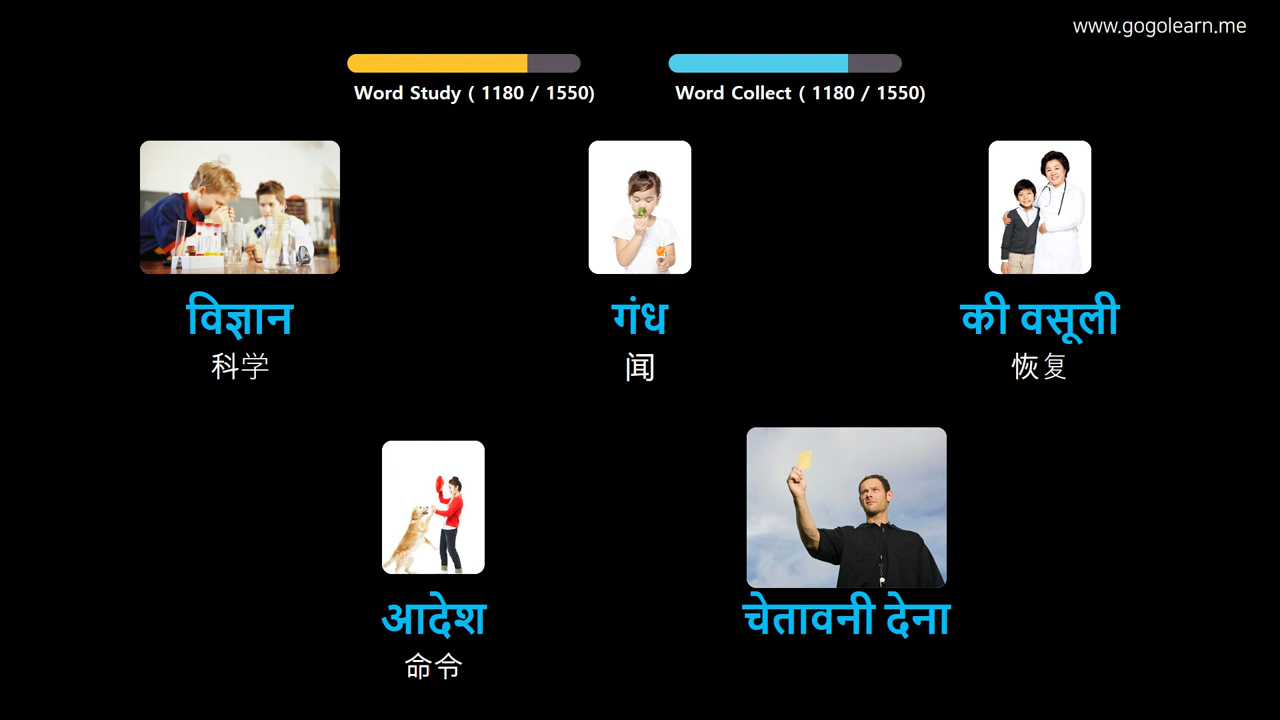 www.gogolearn.me
Word Study ( 1180 / 1550)
Word Collect ( 1180 / 1550)
विज्ञान
科学
गंध
闻
की वसूली
恢复
आदेश
命令
चेतावनी देना